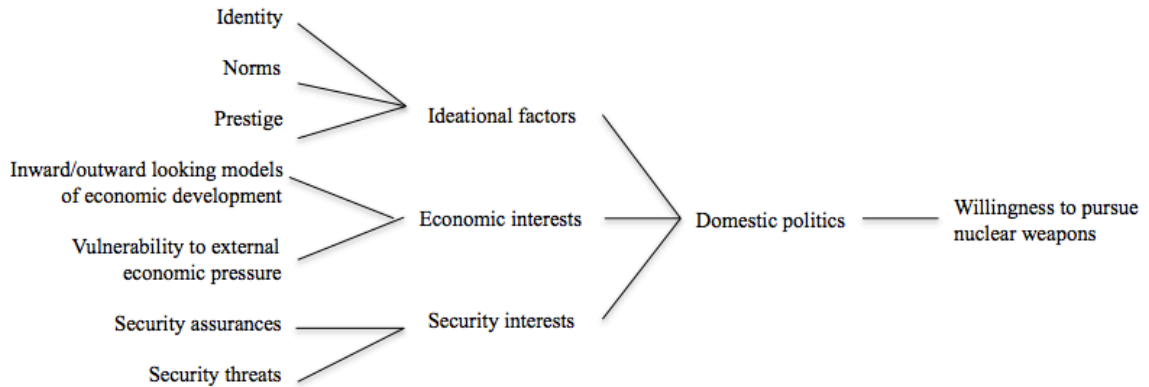 Identity
Norms
Prestige
Inward/outward looking models
of economic development
Vulnerability to external
economic pressure
Security assurances
Security threats
Ideational factors
Economic interests
Security interests
Domestic politics
Willingness to pursue
nuclear weapons